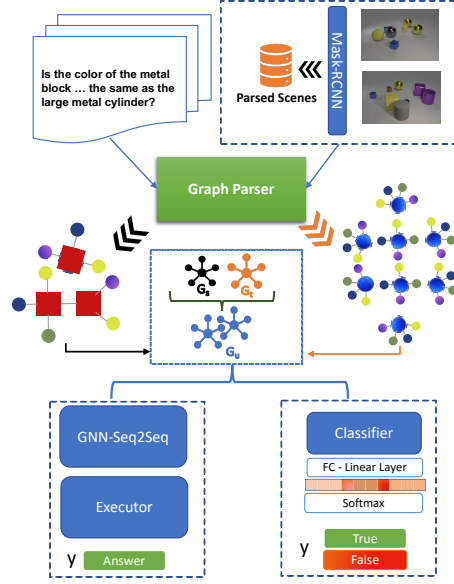 Is the color of the metal
block ... the same as the
large metal cylinder?
Parsed Scenes
Mask-RCNN
Graph Parser
Gs
Gt
Gu
GNN-Seq2Seq
Executor
y
Answer
Classifier
FC - Linear Layer
Softmax
y
True
False